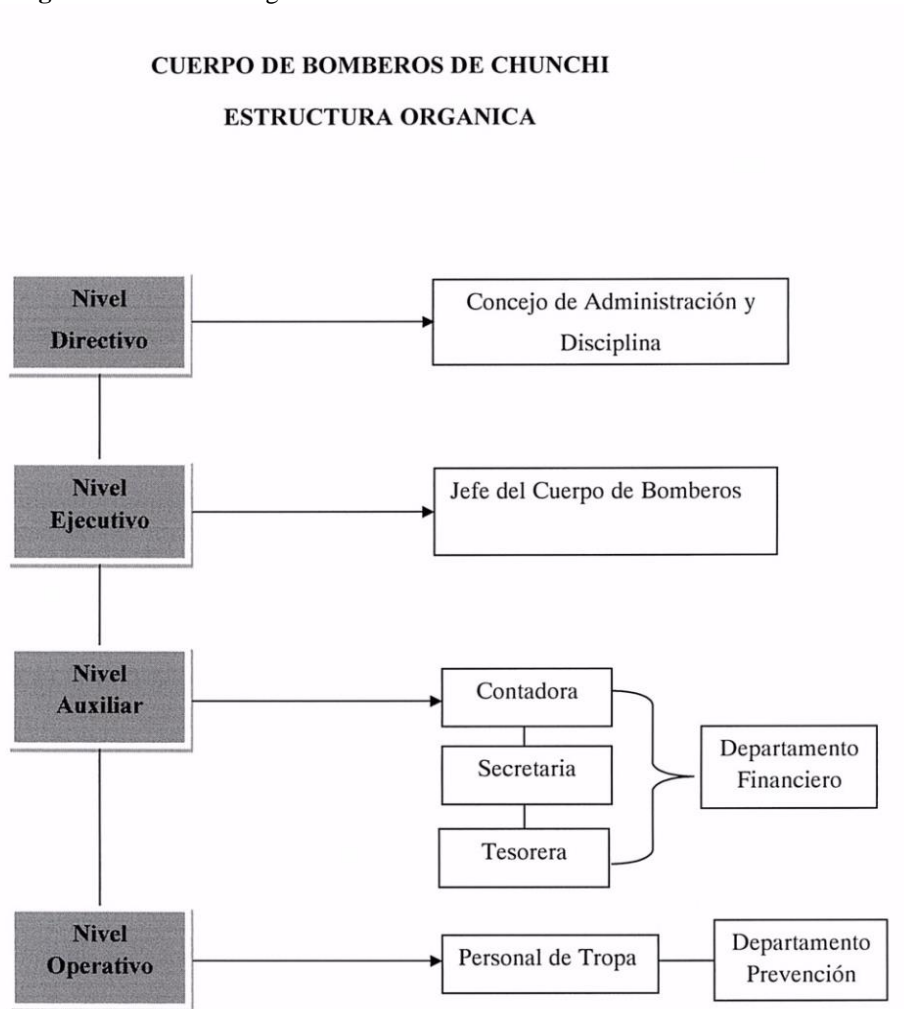 CUERPO DE BOMBEROS DE CHUNCHI
ESTRUCTURA ORGANICA
Nivel
Directivo
Concejo de Administración y
Disciplina
Nivel
Ejecutivo
Jefe del Cuerpo de Bomberos
Nivel
Auxiliar
Contadora
Secretaria
Tesorera
Departamento
Financiero
Nivel
Operativo
Personal de Tropa
Departamento
Prevención